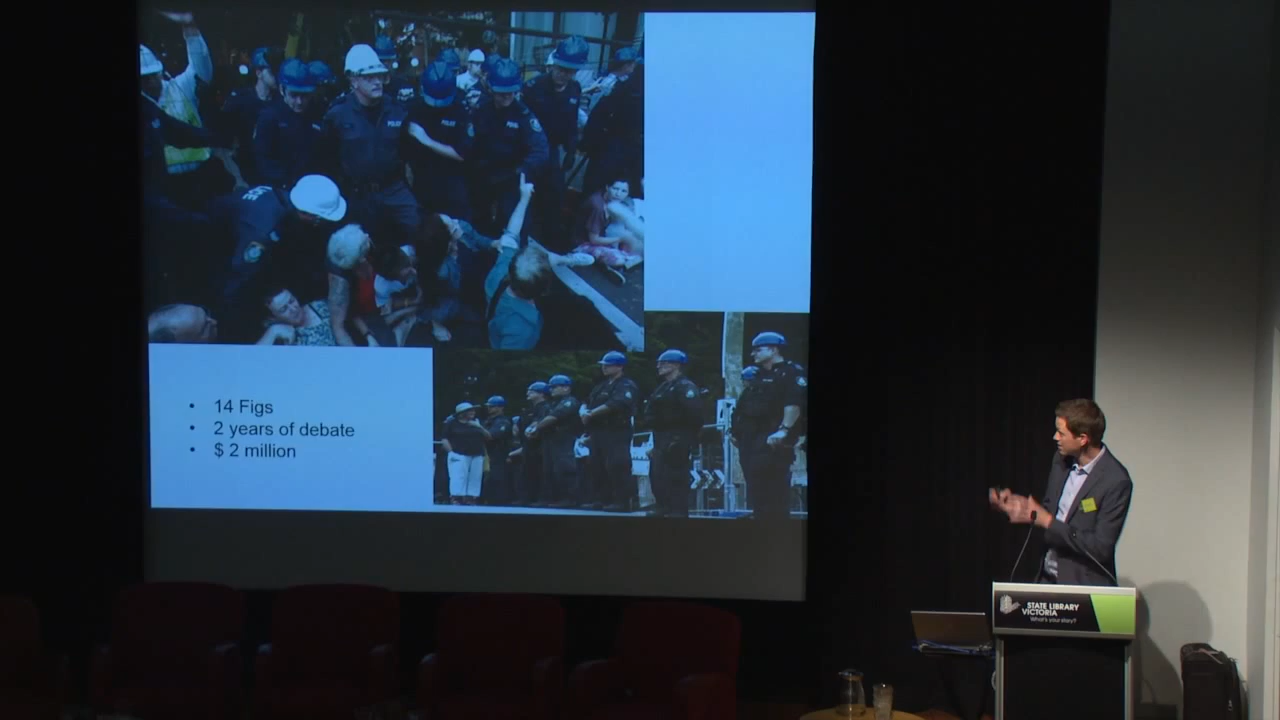 POLICE
• 14 Figs
• 2 years of debate
• $ 2 million
STATE LIBRARY
VICTORIA
What's your story?